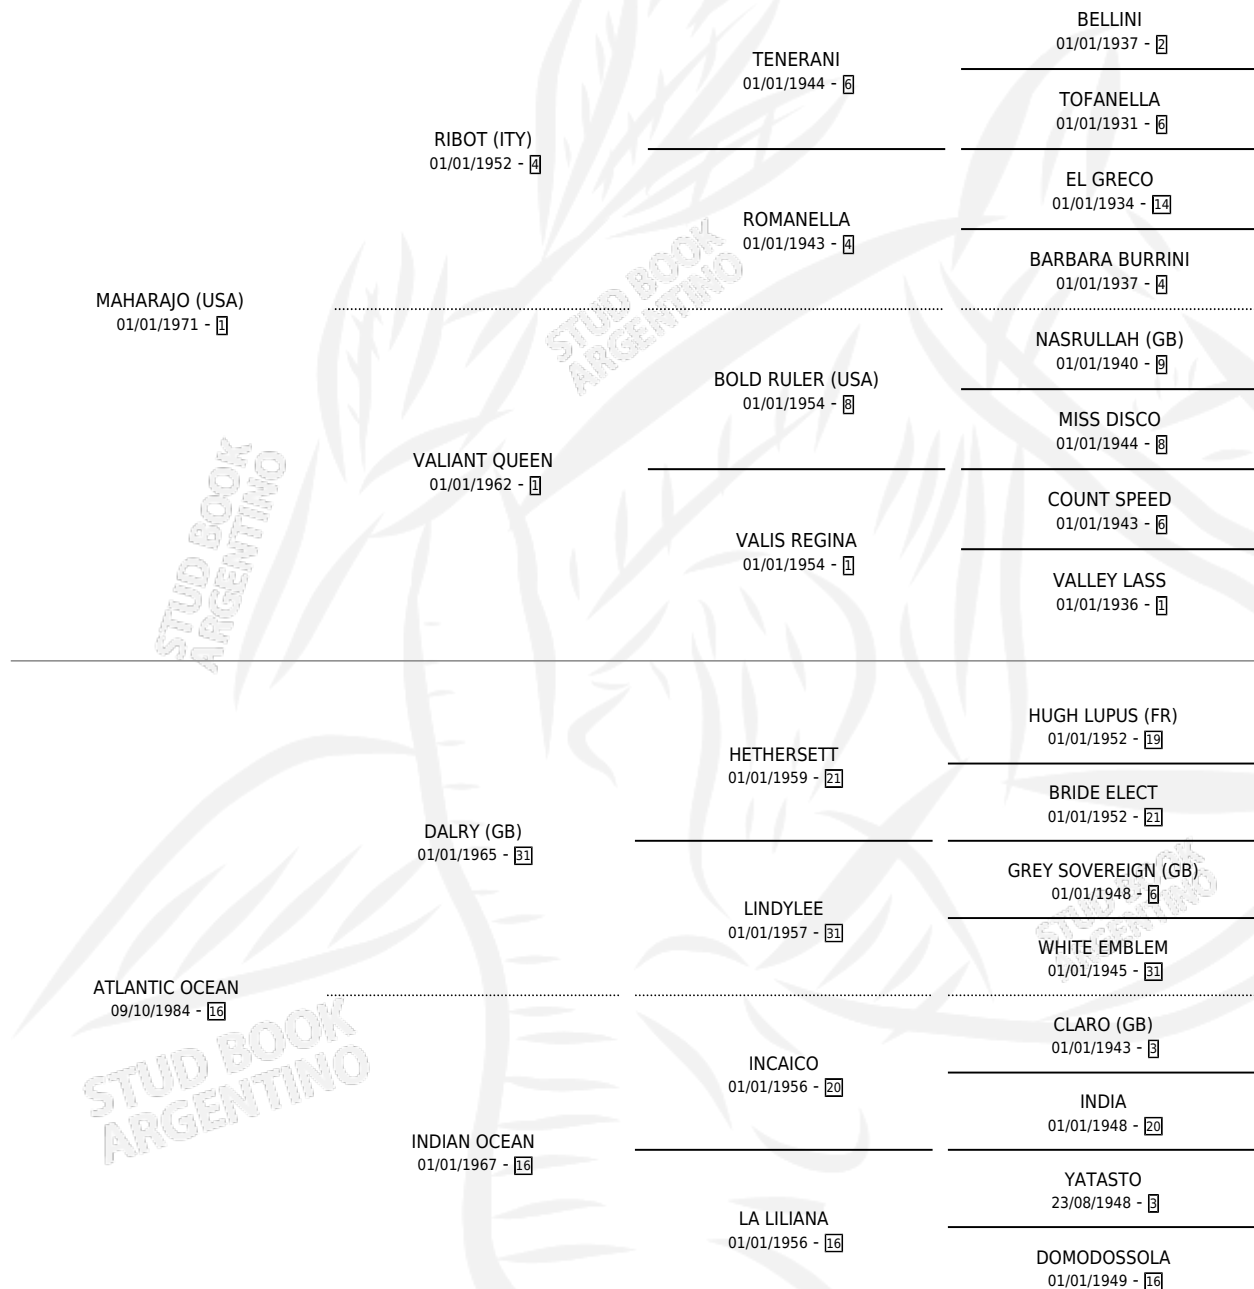 BELLINI
01/01/1937 - 2
TENERANI
01/01/1944 - 6
TOFANELLA
01/01/1931 - 6
RIBOT (ITY)
01/01/1952 - 4
EL GRECO
01/01/1934 - 14
ROMANELLA
01/01/1943 - 4
BARBARA BURRINI
01/01/1937 - 4
MAHARAJO (USA)
01/01/1971 - 1
NASRULLAH (GB)
01/01/1940 - 9
BOLD RULER (USA)
01/01/1954 - 8
MISS DISCO
01/01/1944 - 8
VALIANT QUEEN
01/01/1962 - 1
COUNT SPEED
01/01/1943 - 6
VALIS REGINA
01/01/1954 - 1
VALLEY LASS
01/01/1936 - 1
HUGH LUPUS (FR)
01/01/1952 - 19
HETHERSETT
01/01/1959 - 21
BRIDE ELECT
01/01/1952 - 21
DALRY (GB)
01/01/1965 - 31
GREY SOVEREIGN (GB)
01/01/1948 - 6
LINDYLEE
01/01/1957 - 31
WHITE EMBLEM
01/01/1945 - 31
ATLANTIC OCEAN
09/10/1984 - 16
CLARO (GB)
01/01/1943 - 3
INCAICO
01/01/1956 - 20
INDIA
01/01/1948 - 20
INDIAN OCEAN
01/01/1967 - 16
YATASTO
23/08/1948 - 3
LA LILIANA
01/01/1956 - 16
DOMODOSSOLA
01/01/1949 - 16
STUD BOOK
ARGENTINO
STUD BOOK
ARGENTINO
STUD BOOK
ARGENTINO
STUD BOOK
ARGENTINO